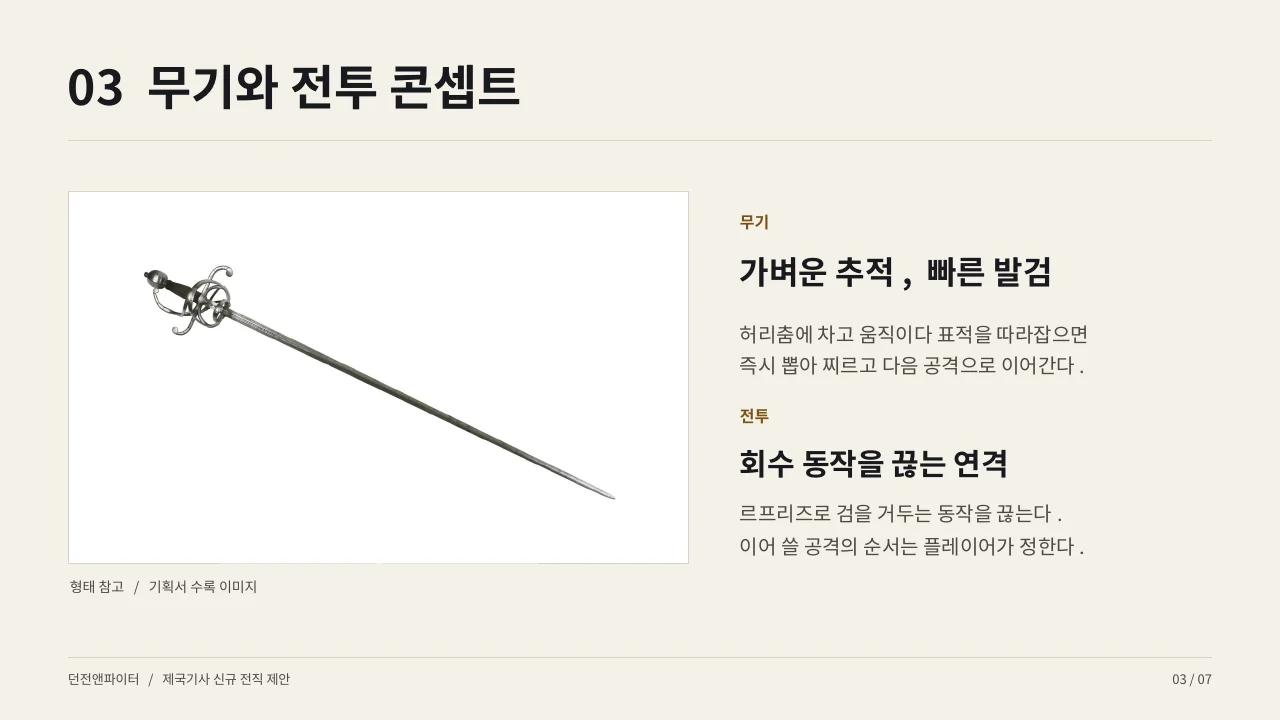 03 무기와 전투 콘셉트
무기
가벼운 추적 , 빠른 발검
허리춤에 차고 움직이다 표적을 따라잡으면
즉시 뽑아 찌르고 다음 공격으로 이어간다 .
전투
회수 동작을 끊는 연격
르프리즈로 검을 거두는 동작을 끊는다 .
이어 쓸 공격의 순서는 플레이어가 정한다 .
형태 참고 / 기획서 수록 이미지
던전앤파이터 / 제국기사 신규 전직 제안
03 / 07